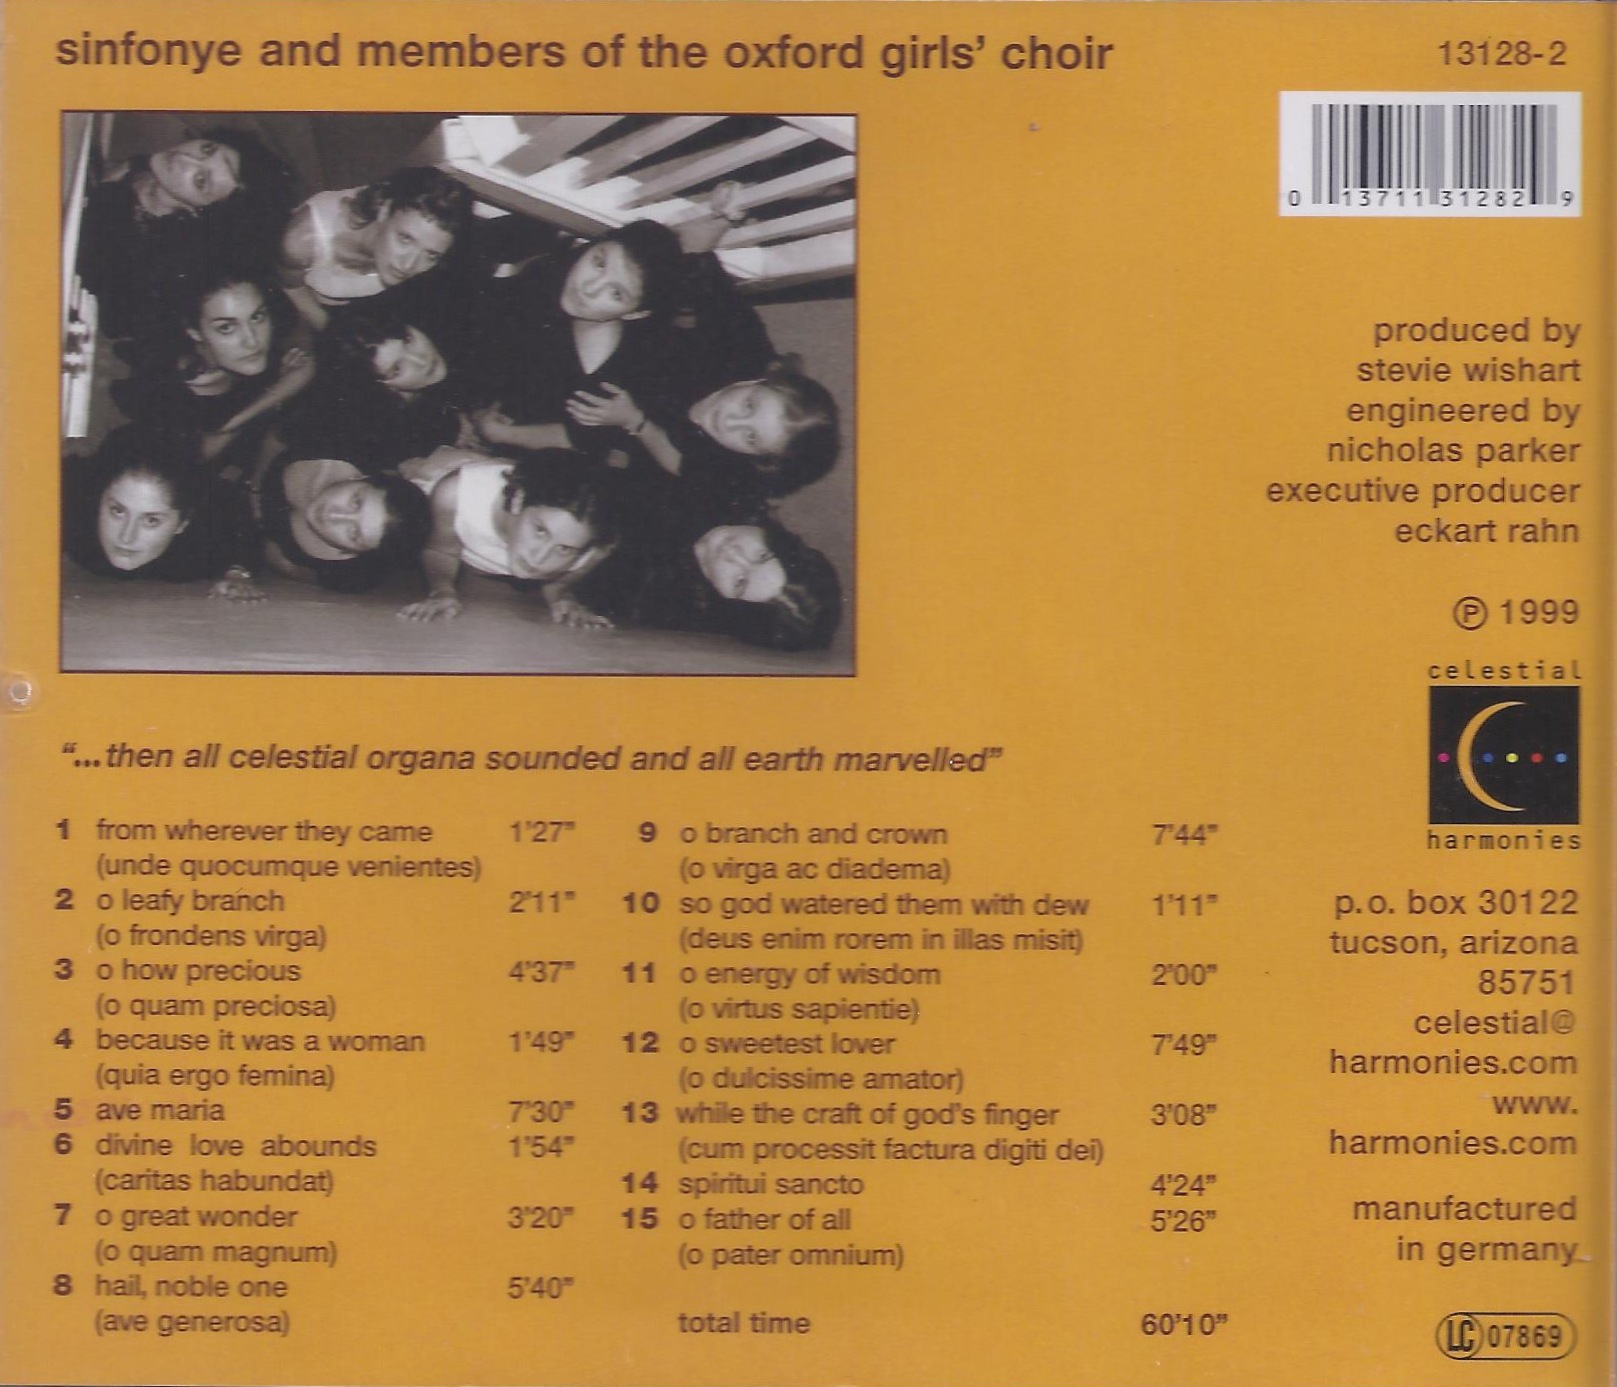 sinfonye and members of the oxford girls' choir
13128-2
0 13711 31282 9
produced by
stevie wishart
engineered by
nicholas parker
executive producer
eckart rahn
℗ 1999
celestial
harmonies
p.o. box 30122
tucson, arizona
85751
celestial@
harmonies.com
www.
harmonies.com
manufactured
in germany
LC 07869
“...then all celestial organa sounded and all earth marvelled”
1 from wherever they came 1'27”
(unde quocumque venientes)
2 o leafy branch 2'11”
(o frondens virga)
3 o how precious 4'37”
(o quam preciosa)
4 because it was a woman 1'49”
(quia ergo femina)
5 ave maria 7'30”
6 divine love abounds 1'54”
(caritas habundat)
7 o great wonder 3'20”
(o quam magnum)
8 hail, noble one 5'40”
(ave generosa)
9 o branch and crown 7'44”
(o virga ac diadema)
10 so god watered them with dew 1'11”
(deus enim rorem in illas misit)
11 o energy of wisdom 2'00”
(o virtus sapientie)
12 o sweetest lover 7'49”
(o dulcissime amator)
13 while the craft of god's finger 3'08”
(cum processit factura digiti dei)
14 spiritui sancto 4'24”
15 o father of all 5'26”
(o pater omnium)
total time 60'10”